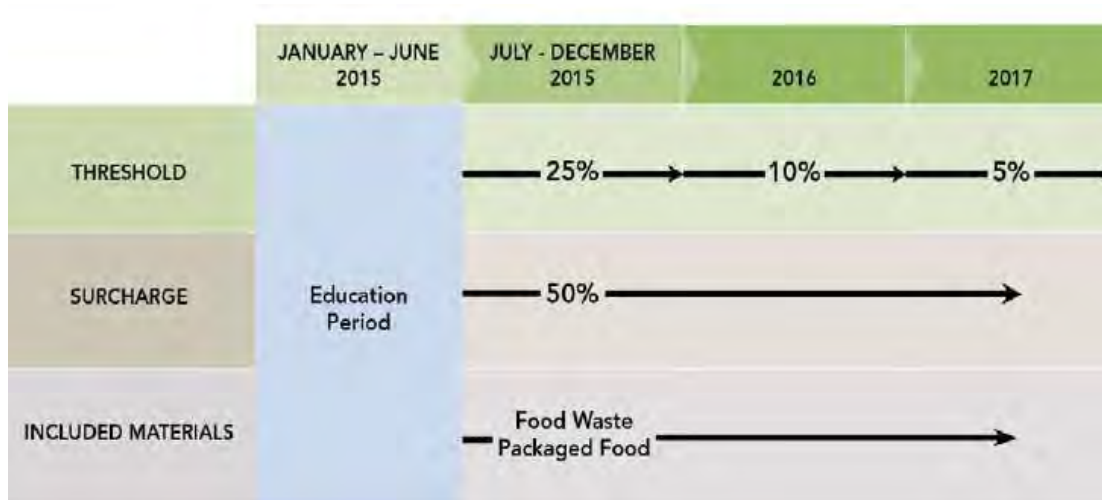 JANUARY – JUNE
2015
JULY - DECEMBER
2015
2016
2017
THRESHOLD
25%
10%
5%
SURCHARGE
Education
Period
50%
INCLUDED MATERIALS
Food Waste
Packaged Food